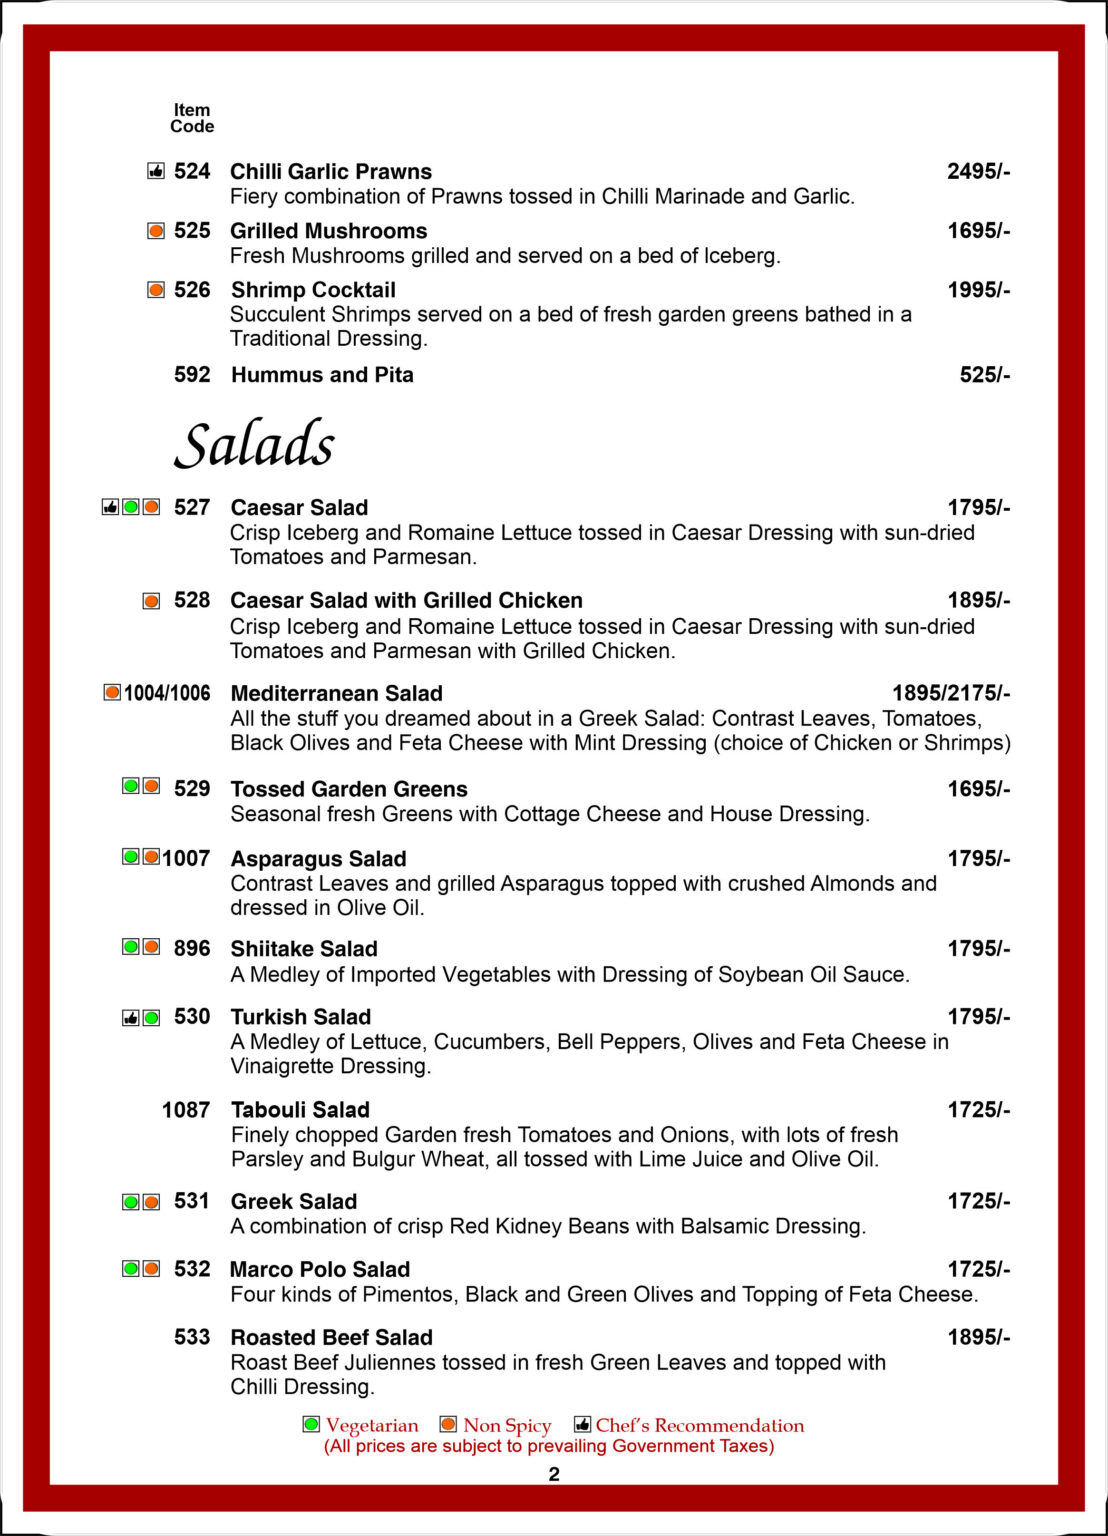 Item
Code
524 Chilli Garlic Prawns 2495/-
Fiery combination of Prawns tossed in Chilli Marinade and Garlic.
525 Grilled Mushrooms 1695/-
Fresh Mushrooms grilled and served on a bed of Iceberg.
526 Shrimp Cocktail 1995/-
Succulent Shrimps served on a bed of fresh garden greens bathed in a
Traditional Dressing.
592 Hummus and Pita 525/-
Salads
527 Caesar Salad 1795/-
Crisp Iceberg and Romaine Lettuce tossed in Caesar Dressing with sun-dried
Tomatoes and Parmesan.
528 Caesar Salad with Grilled Chicken 1895/-
Crisp Iceberg and Romaine Lettuce tossed in Caesar Dressing with sun-dried
Tomatoes and Parmesan with Grilled Chicken.
1004/1006 Mediterranean Salad 1895/2175/-
All the stuff you dreamed about in a Greek Salad: Contrast Leaves, Tomatoes,
Black Olives and Feta Cheese with Mint Dressing (choice of Chicken or Shrimps)
529 Tossed Garden Greens 1695/-
Seasonal fresh Greens with Cottage Cheese and House Dressing.
1007 Asparagus Salad 1795/-
Contrast Leaves and grilled Asparagus topped with crushed Almonds and
dressed in Olive Oil.
896 Shiitake Salad 1795/-
A Medley of Imported Vegetables with Dressing of Soybean Oil Sauce.
530 Turkish Salad 1795/-
A Medley of Lettuce, Cucumbers, Bell Peppers, Olives and Feta Cheese in
Vinaigrette Dressing.
1087 Tabouli Salad 1725/-
Finely chopped Garden fresh Tomatoes and Onions, with lots of fresh
Parsley and Bulgur Wheat, all tossed with Lime Juice and Olive Oil.
531 Greek Salad 1725/-
A combination of crisp Red Kidney Beans with Balsamic Dressing.
532 Marco Polo Salad 1725/-
Four kinds of Pimentos, Black and Green Olives and Topping of Feta Cheese.
533 Roasted Beef Salad 1895/-
Roast Beef Juliennes tossed in fresh Green Leaves and topped with
Chilli Dressing.
Vegetarian Non Spicy Chef's Recommendation
(All prices are subject to prevailing Government Taxes)
2